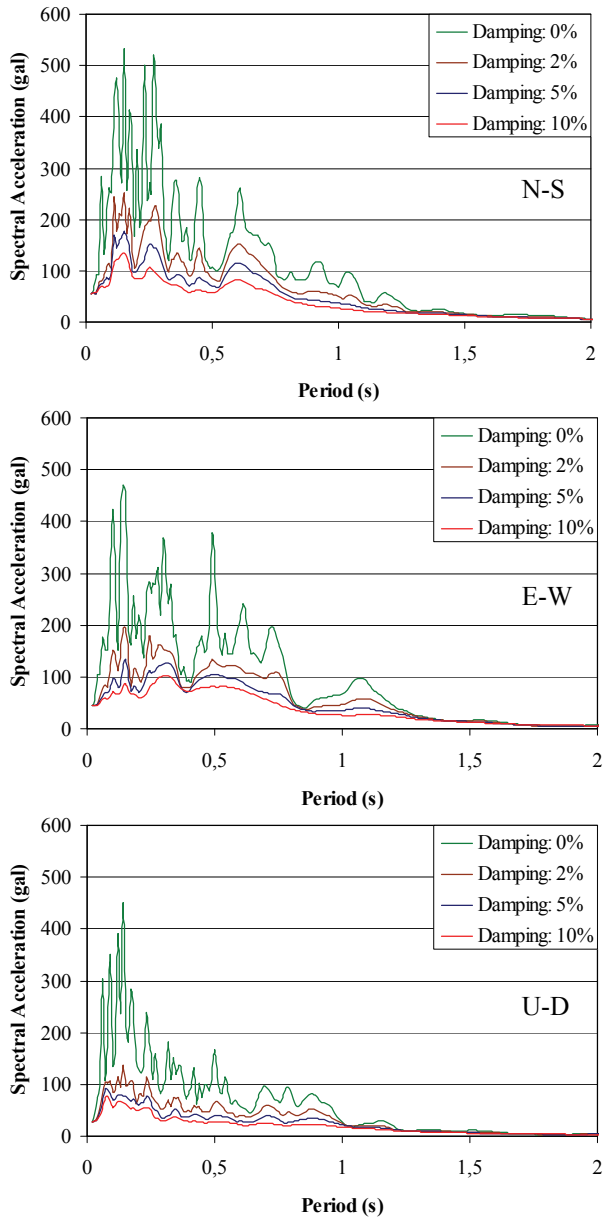 600
500
400
300
200
100
0
Spectral Acceleration (gal)
Damping: 0%
Damping: 2%
Damping: 5%
Damping: 10%
N-S
0 0,5 1 1,5 2
Period (s)
600
500
400
300
200
100
0
Spectral Acceleration (gal)
Damping: 0%
Damping: 2%
Damping: 5%
Damping: 10%
E-W
0 0,5 1 1,5 2
Period (s)
600
500
400
300
200
100
0
Spectral Acceleration (gal)
Damping: 0%
Damping: 2%
Damping: 5%
Damping: 10%
U-D
0 0,5 1 1,5 2
Period (s)